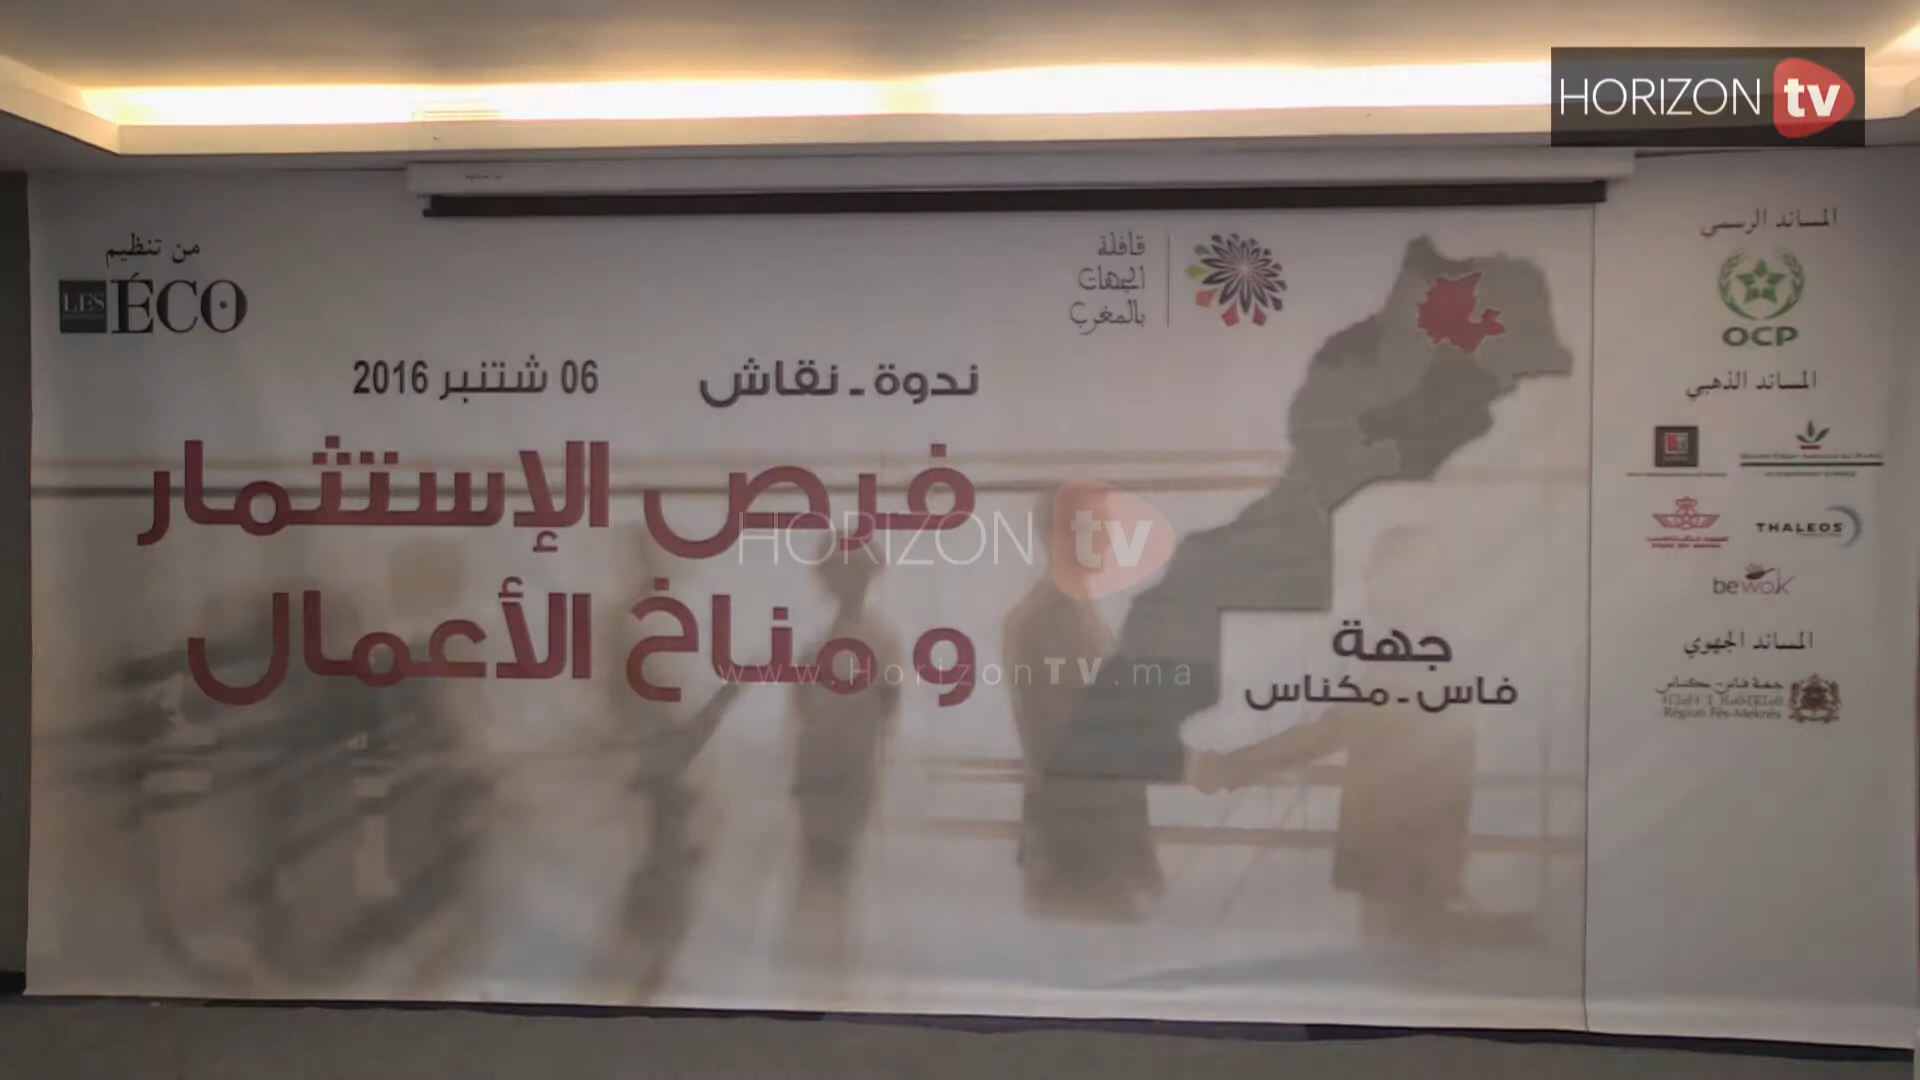 HORIZON tv
من تنظيم
LES ÉCO
قافلة
الجهات
بالمغرب
ندوة - نقاش
06 شتنبر 2016
فرص الإستثمار
و مناخ الأعمال
HORIZON tv
www.HorizonTV.ma
جهة
فاس - مكناس
المساند الرسمي
OCP
المساند الذهبي
THALEOS
bewok
المساند الجهوي
جهة فاس مكناس
Région Fès-Meknès